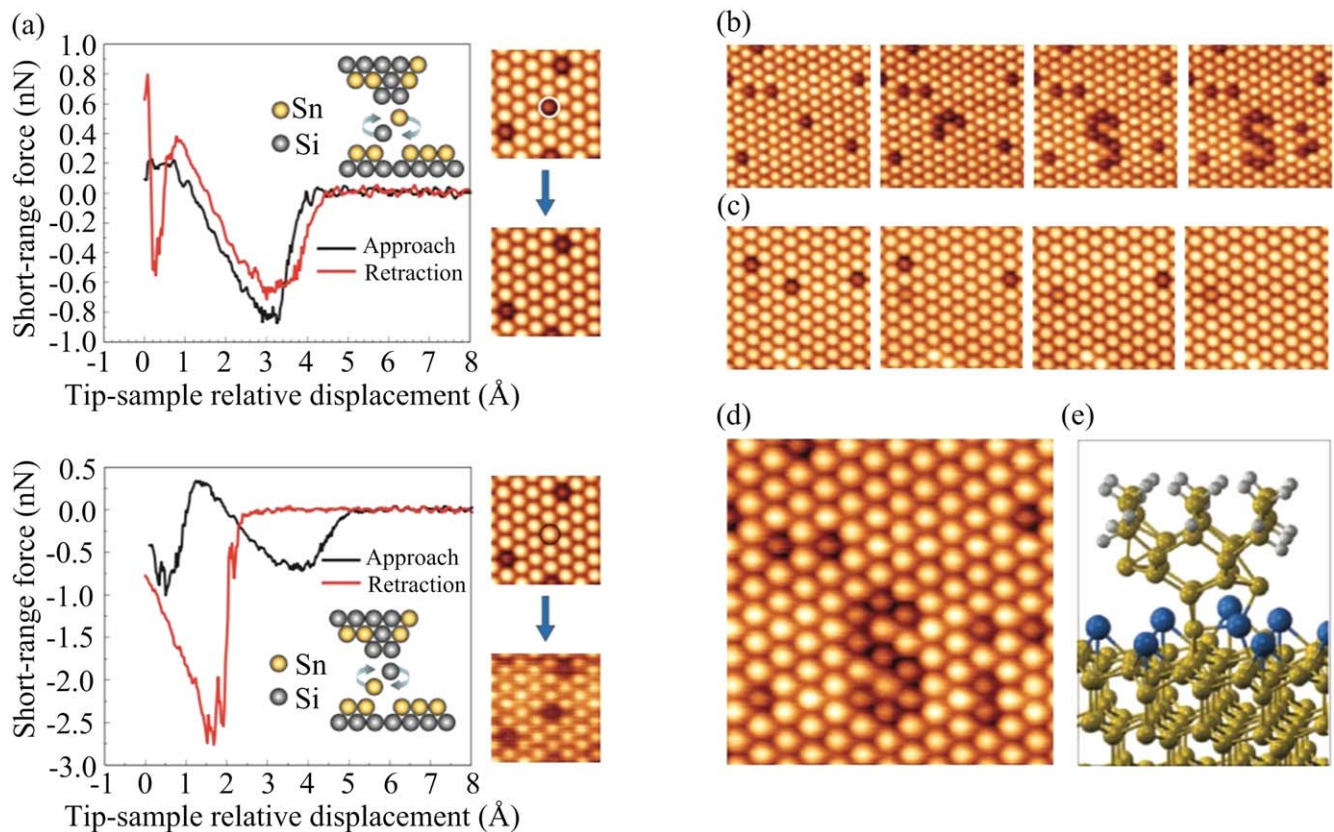 (a)
Short-range force (nN)
1.0
0.8
0.6
0.4
0.2
0.0
-0.2
-0.4
-0.6
-0.8
-1.0
Sn
Si
Approach
Retraction
-1 0 1 2 3 4 5 6 7 8
Tip-sample relative displacement (Å)
Short-range force (nN)
0.5
0.0
-0.5
-1.0
-1.5
-2.0
-2.5
-3.0
Approach
Retraction
Sn
Si
-1 0 1 2 3 4 5 6 7 8
Tip-sample relative displacement (Å)
(b)
(c)
(d)
(e)